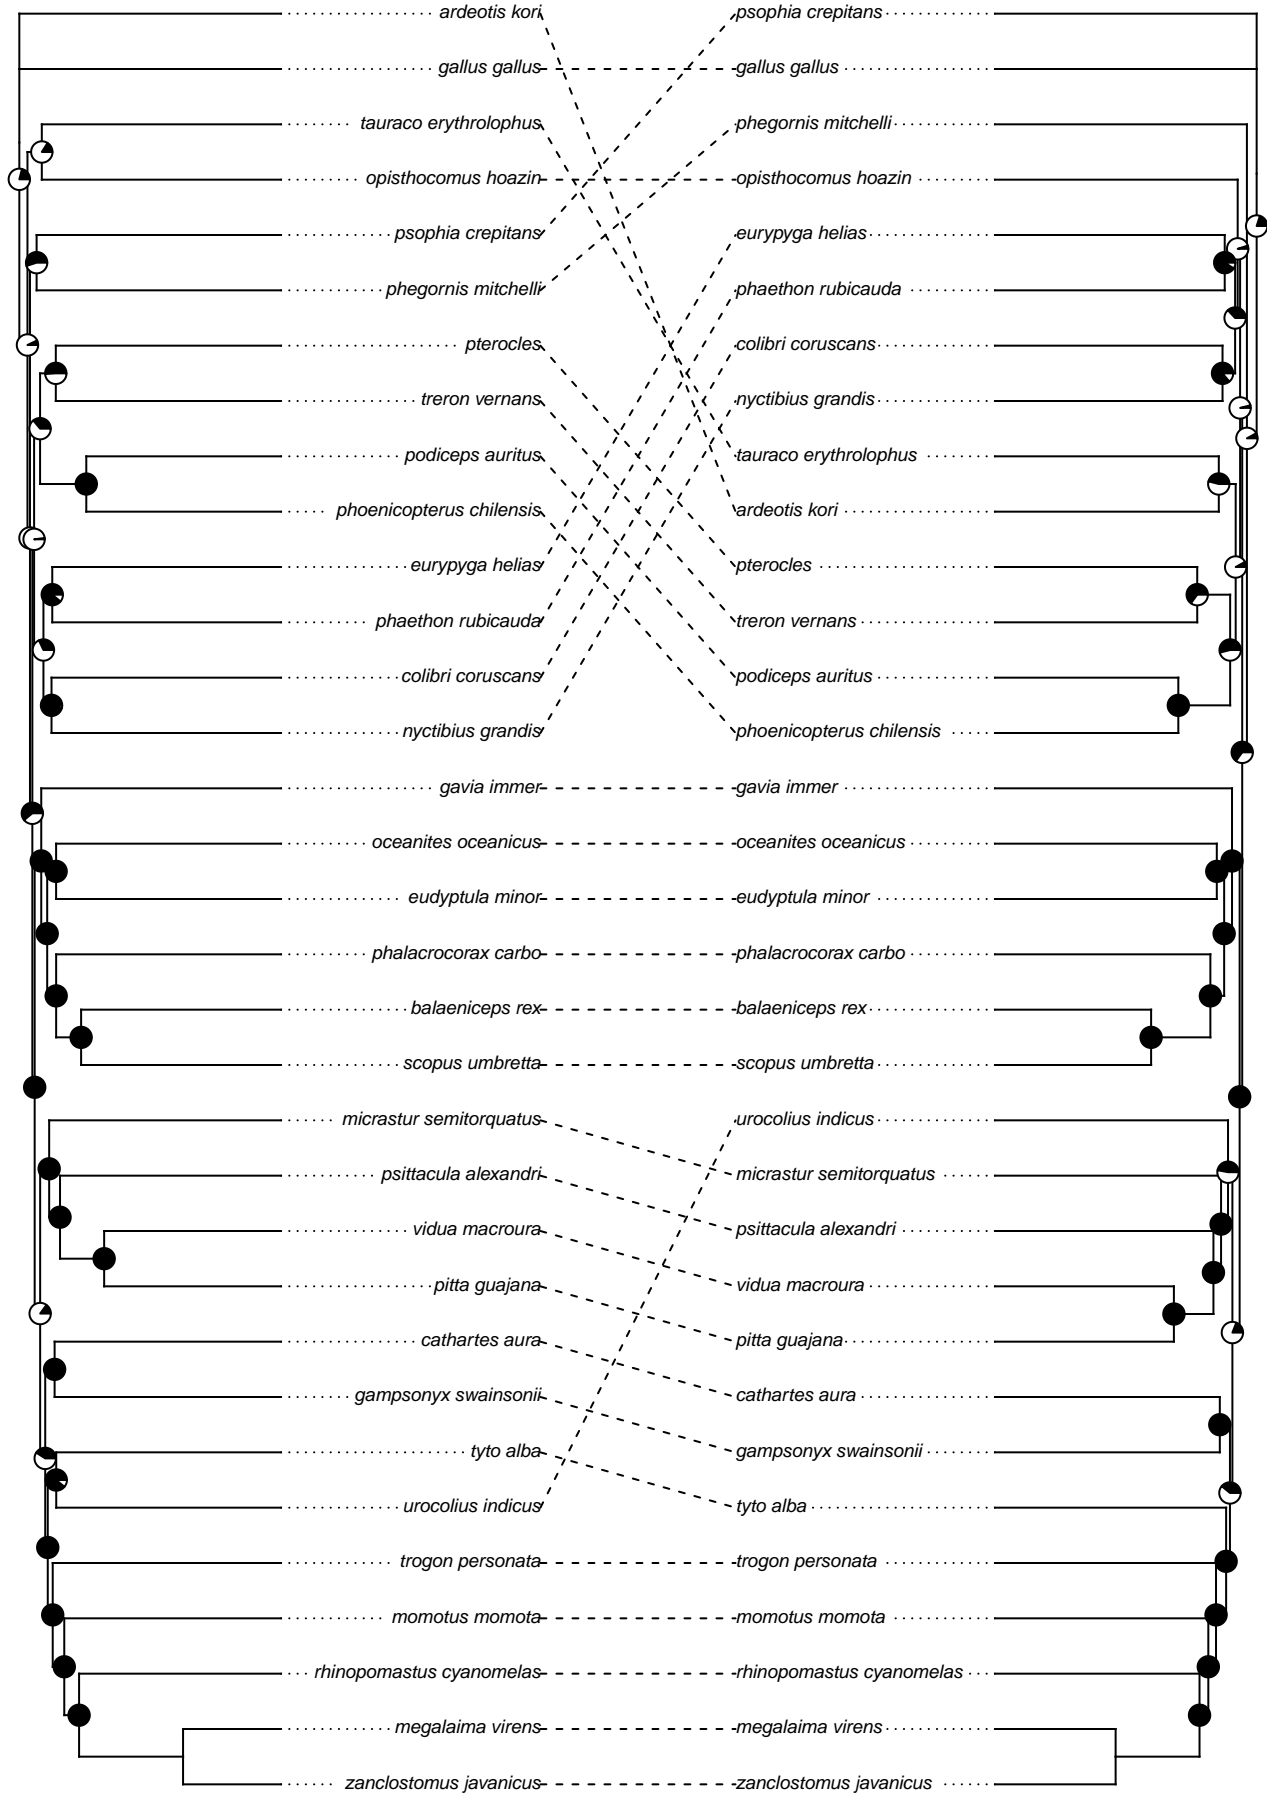 ardeotis kori psophia crepitans
gallus gallus gallus gallus
tauraco erythrolophus phegornis mitchelli
opisthocomus hoazin opisthocomus hoazin
psophia crepitans eurypyga helias
phegornis mitchelli phaethon rubicauda
pterocles colibri coruscans
treron vernans nyctibius grandis
podiceps auritus tauraco erythrolophus
phoenicopterus chilensis ardeotis kori
eurypyga helias pterocles
phaethon rubicauda treron vernans
colibri coruscans podiceps auritus
nyctibius grandis phoenicopterus chilensis
gavia immer gavia immer
oceanites oceanicus oceanites oceanicus
eudyptula minor eudyptula minor
phalacrocorax carbo phalacrocorax carbo
balaeniceps rex balaeniceps rex
scopus umbretta scopus umbretta
micrastur semitorquatus urocolius indicus
psittacula alexandri micrastur semitorquatus
vidua macroura psittacula alexandri
pitta guajana vidua macroura
cathartes aura pitta guajana
gampsonyx swainsonii cathartes aura
tyto alba gampsonyx swainsonii
urocolius indicus tyto alba
trogon personata trogon personata
momotus momota momotus momota
rhinopomastus cyanomelas rhinopomastus cyanomelas
megalaima virens megalaima virens
zanclostomus javanicus zanclostomus javanicus